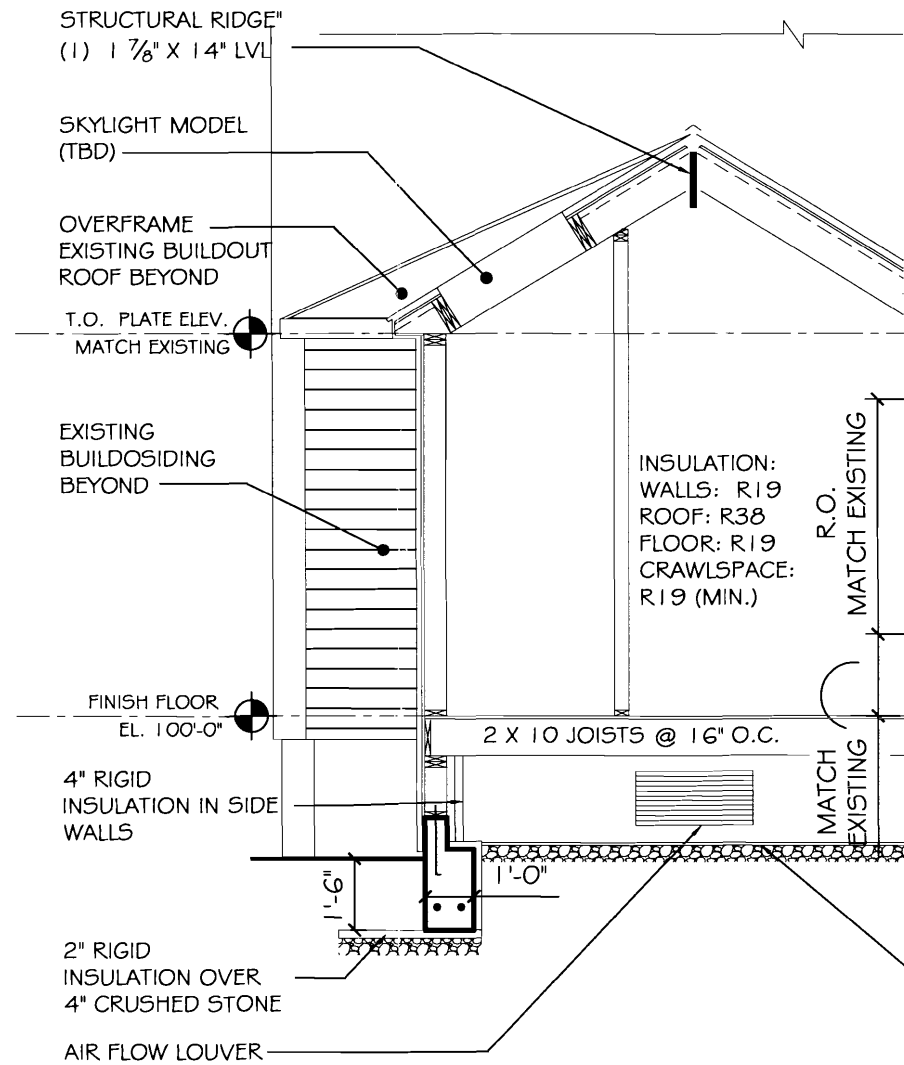 STRUCTURAL RIDGE"
(1) 1 7/8" X 14" LVL
SKYLIGHT MODEL
(TBD)
OVERFRAME
EXISTING BUILDOUT
ROOF BEYOND
T.O. PLATE ELEV.
MATCH EXISTING
EXISTING
BUILDOSIDING
BEYOND
INSULATION:
WALLS: R19
ROOF: R38
FLOOR: R19
CRAWLSPACE:
R19 (MIN.)
R.O.
MATCH EXISTING
FINISH FLOOR
EL. 100'-0"
2 X 10 JOISTS @ 16" O.C.
MATCH
EXISTING
4" RIGID
INSULATION IN SIDE
WALLS
1'-6"
1'-0"
2" RIGID
INSULATION OVER
4" CRUSHED STONE
AIR FLOW LOUVER